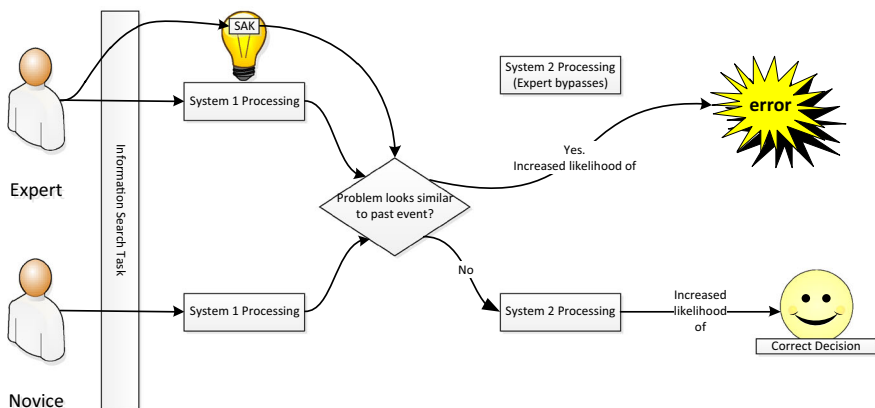 SAK
System 1 Processing
System 2 Processing
(Expert bypasses)
error
Yes.
Increased likelihood of
Expert
Information Search Task
Problem looks similar
to past event?
No
System 1 Processing
System 2 Processing
Increased
likelihood
of
Correct Decision
Novice